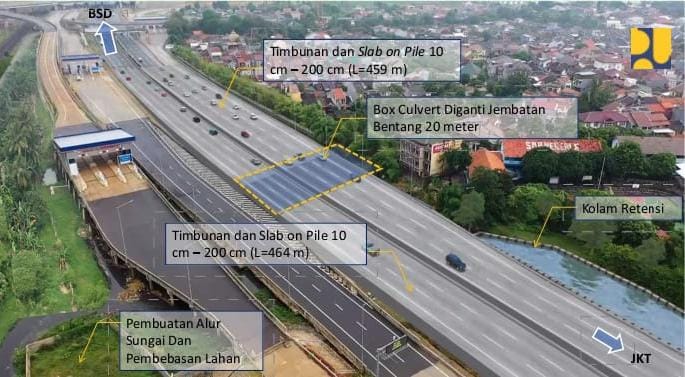 BSD
Timbunan dan Slab on Pile 10
cm – 200 cm (L=459 m)
Box Culvert Diganti Jembatan
Bentang 20 meter
Kolam Retensi
Timbunan dan Slab on Pile 10
cm – 200 cm (L=464 m)
Pembuatan Alur
Sungai Dan
Pembebasan Lahan
JKT